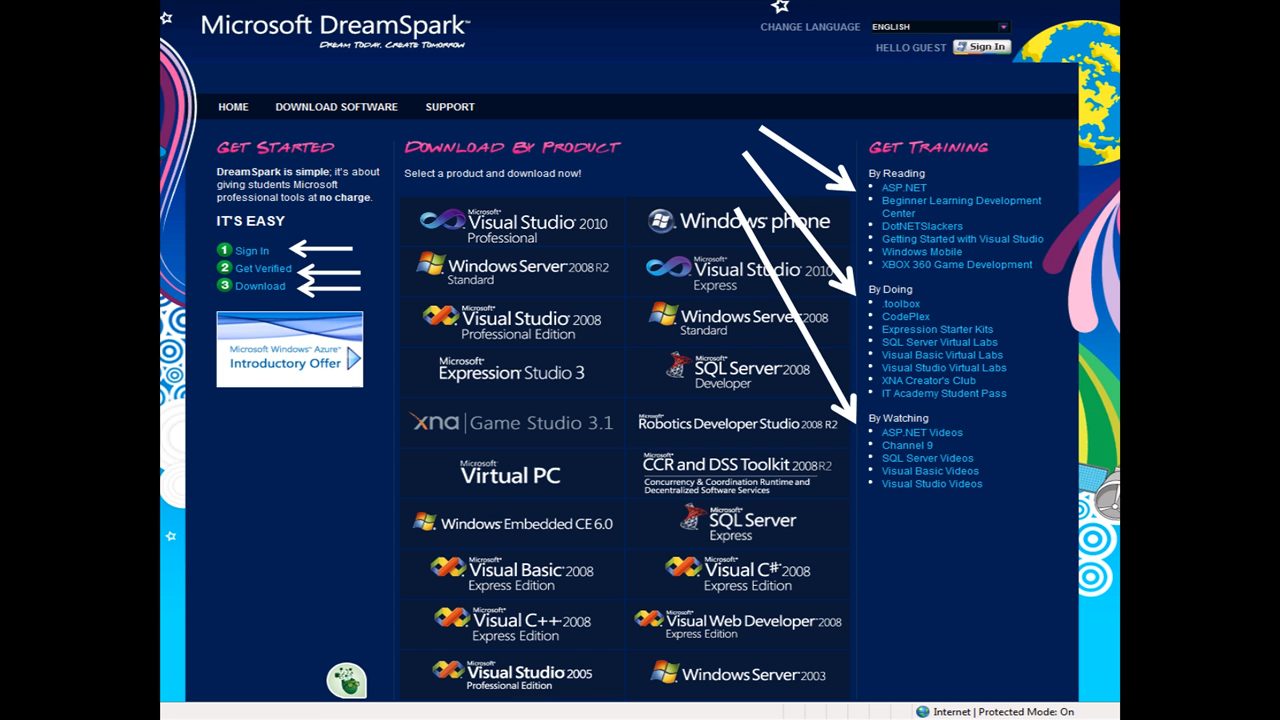 Microsoft DreamSpark™
Dream Today. Create Tomorrow
CHANGE LANGUAGE ENGLISH
HELLO GUEST Sign In
HOME DOWNLOAD SOFTWARE SUPPORT
Get Started
DreamSpark is simple; it's about
giving students Microsoft
professional tools at no charge.
IT'S EASY
1 Sign In
2 Get Verified
3 Download
Microsoft Windows® Azure™
Introductory Offer
Download By Product
Select a product and download now!
Microsoft®
Visual Studio® 2010
Professional
Windows® phone
Windows Server® 2008 R2
Standard
Microsoft®
Visual Studio® 2010
Express
Microsoft®
Visual Studio® 2008
Professional Edition
Windows Server® 2008
Standard
Microsoft®
Expression® Studio 3
Microsoft®
SQL Server® 2008
Developer
xna Game Studio 3.1
Microsoft®
Robotics Developer Studio 2008 R2
Microsoft®
Virtual PC
Microsoft®
CCR and DSS Toolkit 2008 R2
Concurrency & Coordination Runtime and
Decentralized Software Services
Windows® Embedded CE 6.0
Microsoft®
SQL Server®
Express
Microsoft®
Visual Basic® 2008
Express Edition
Microsoft®
Visual C#® 2008
Express Edition
Microsoft®
Visual C++® 2008
Express Edition
Microsoft®
Visual Web Developer™ 2008
Express Edition
Microsoft®
Visual Studio® 2005
Professional Edition
Windows Server® 2003
Get Training
By Reading
ASP.NET
Beginner Learning Development
Center
DotNETSlackers
Getting Started with Visual Studio
Windows Mobile
XBOX 360 Game Development
By Doing
.toolbox
CodePlex
Expression Starter Kits
SQL Server Virtual Labs
Visual Basic Virtual Labs
Visual Studio Virtual Labs
XNA Creator's Club
IT Academy Student Pass
By Watching
ASP.NET Videos
Channel 9
SQL Server Videos
Visual Basic Videos
Visual Studio Videos
Internet | Protected Mode: On